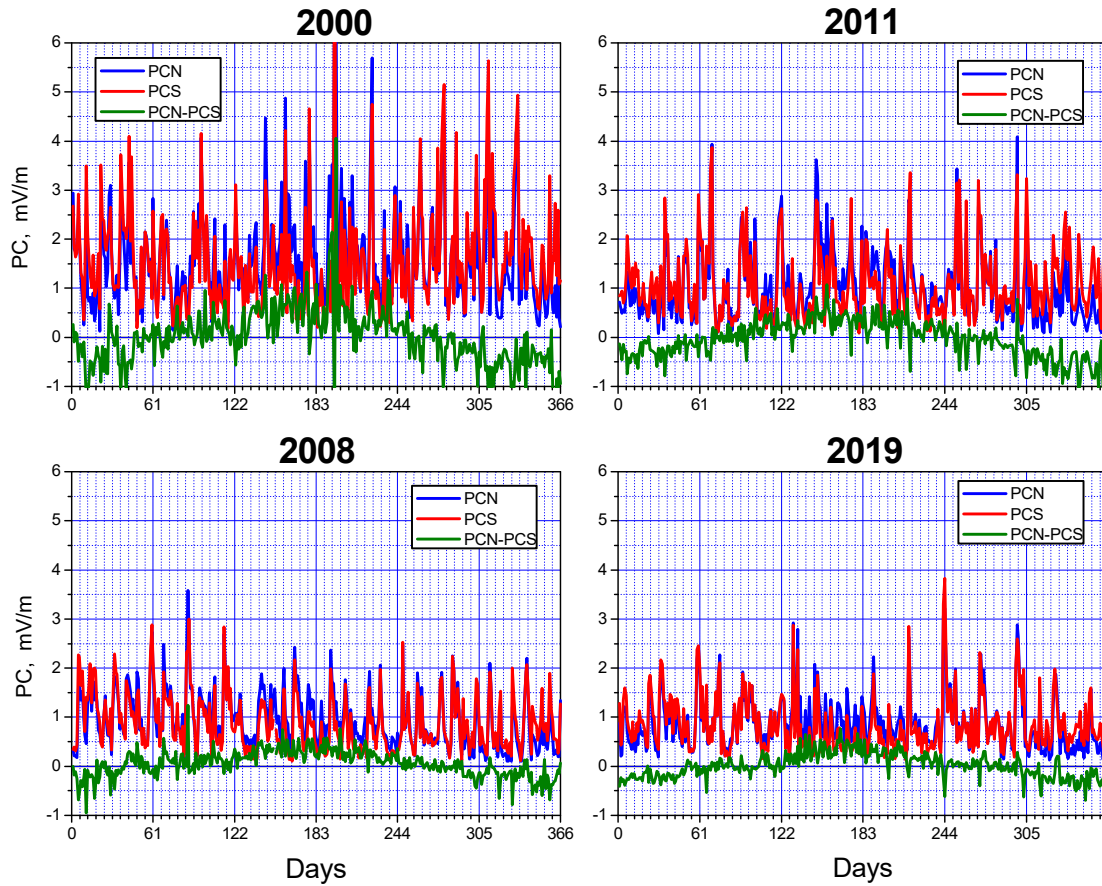 2000
2011
PCN
PCS
PCN-PCS
PCN
PCS
PCN-PCS
PC, mV/m
6
5
4
3
2
1
0
-1
6
5
4
3
2
1
0
-1
0 61 122 183 244 305 366
0 61 122 183 244 305
2008
2019
PCN
PCS
PCN-PCS
PCN
PCS
PCN-PCS
PC, mV/m
6
5
4
3
2
1
0
-1
6
5
4
3
2
1
0
-1
0 61 122 183 244 305 366
0 61 122 183 244 305
Days
Days